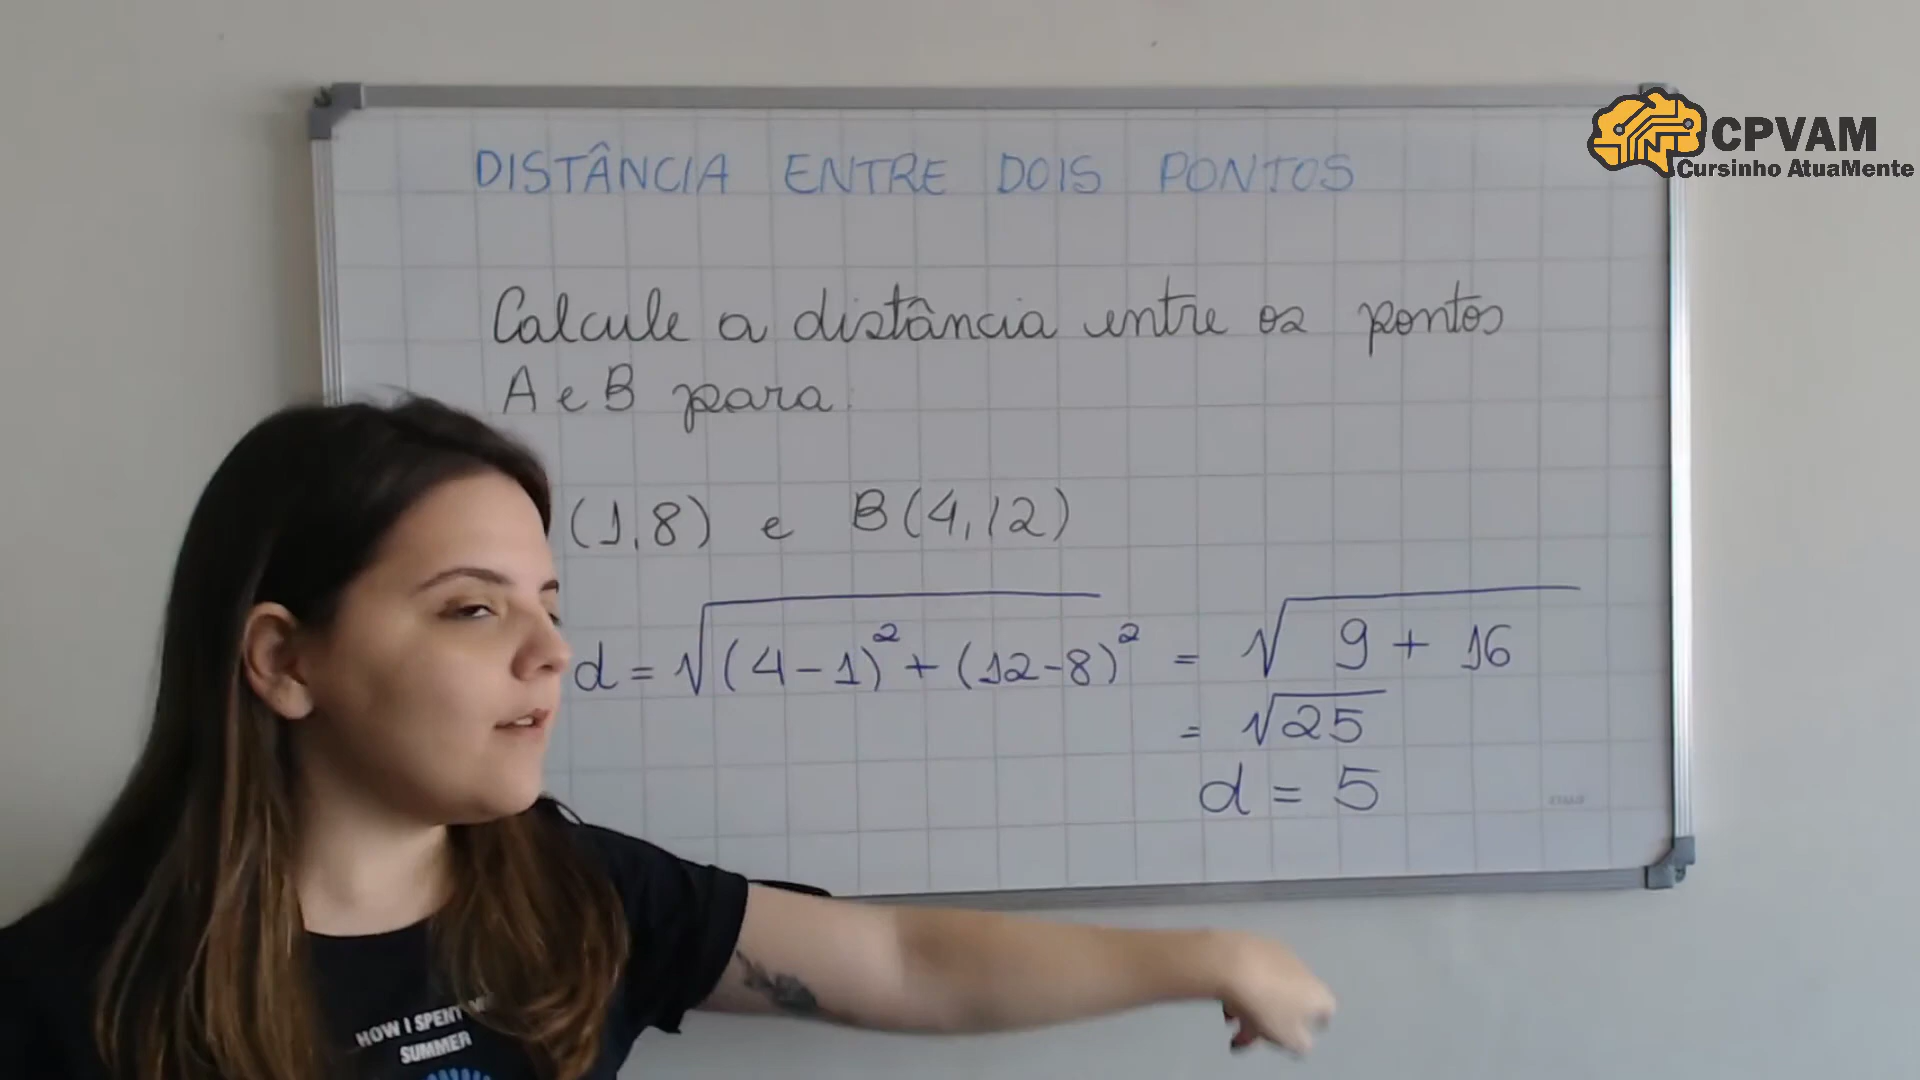 CPVAM
Cursinho AtuaMente
DISTÂNCIA ENTRE DOIS PONTOS
Calcule a distância entre os pontos
A e B para:
(1,8) e B(4,12)
d = √(4-1)² + (12-8)² = √9 + 16
= √25
d = 5
HOW I SPENT MY
SUMMER